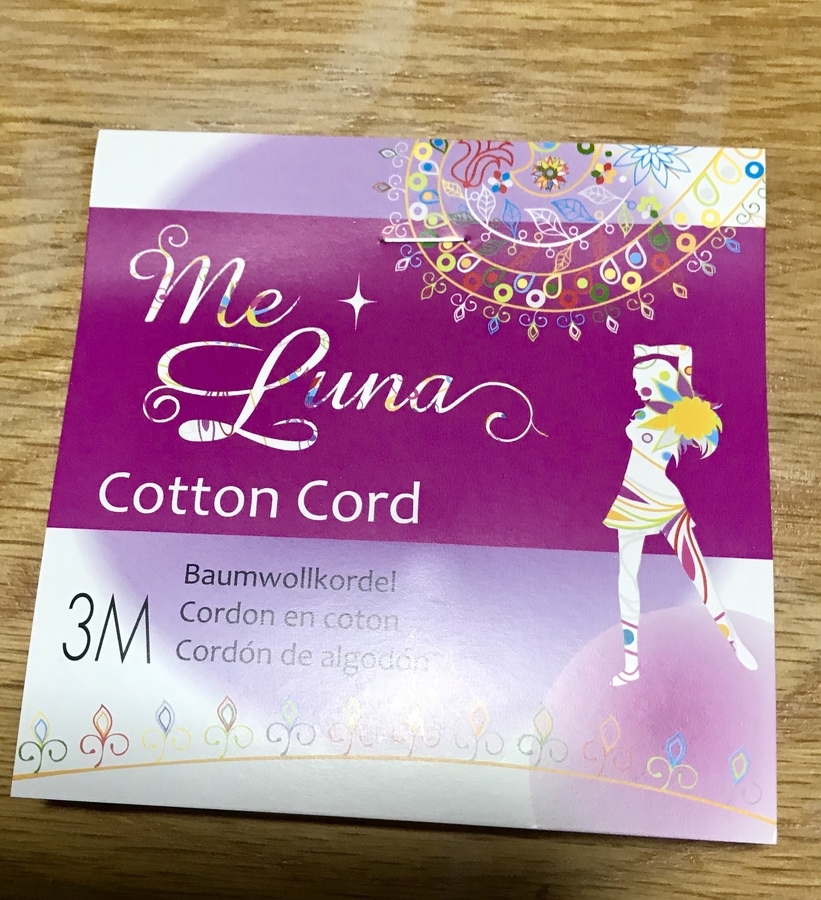 Me
Luna
Cotton Cord
3M
Baumwollkordel
Cordon en coton
Cordón de algodón